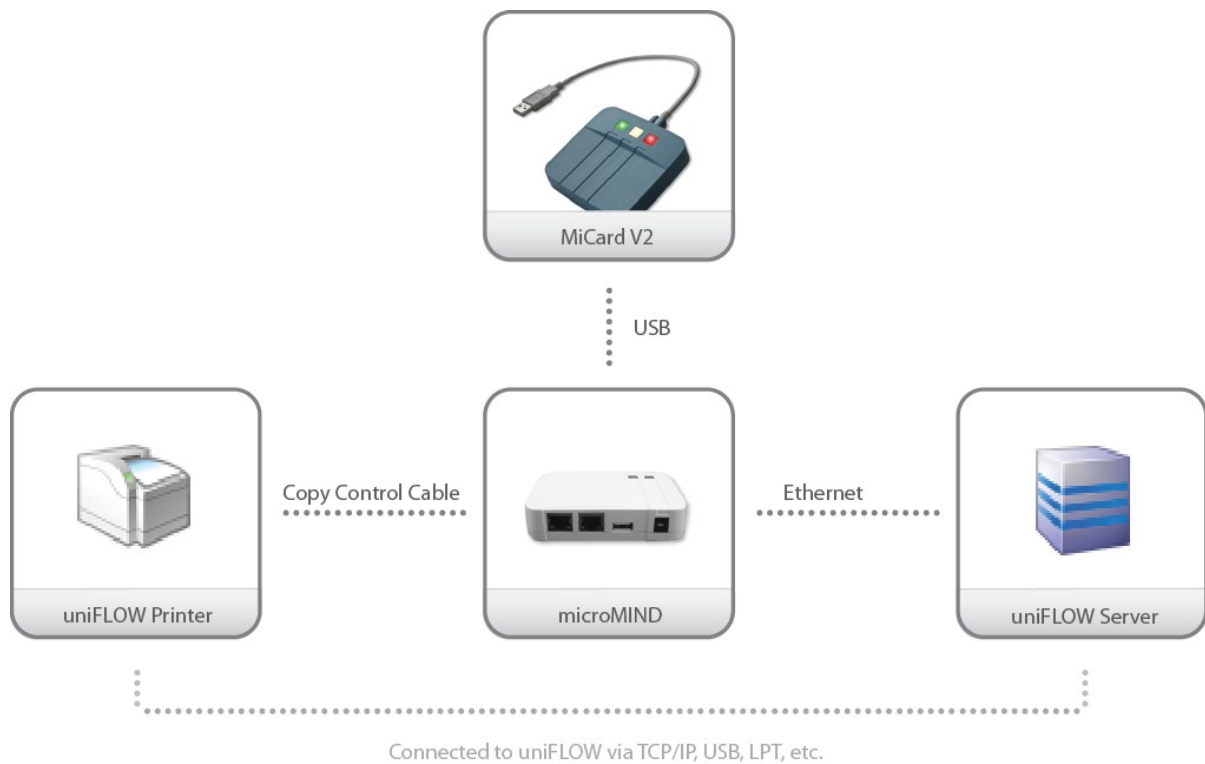 MiCard V2
USB
Copy Control Cable
Ethernet
uniFLOW Printer
microMIND
uniFLOW Server
Connected to uniFLOW via TCP/IP, USB, LPT, etc.